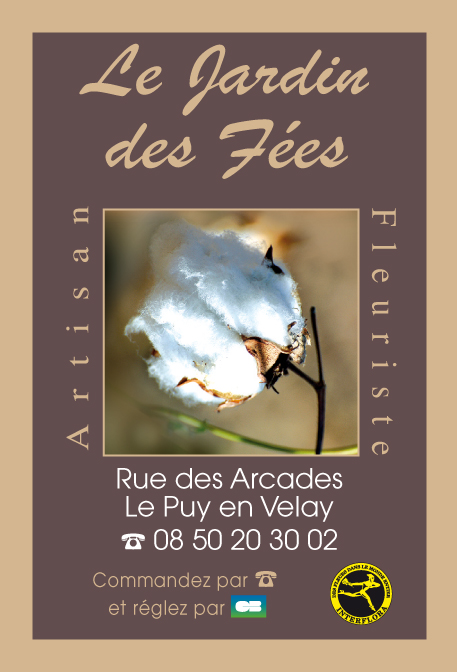 Le Jardin
des Fées
Artisan
Fleuriste
Rue des Arcades
Le Puy en Velay
☎ 08 50 20 30 02
Commandez par ☎
et réglez par CB
INTERFLORA